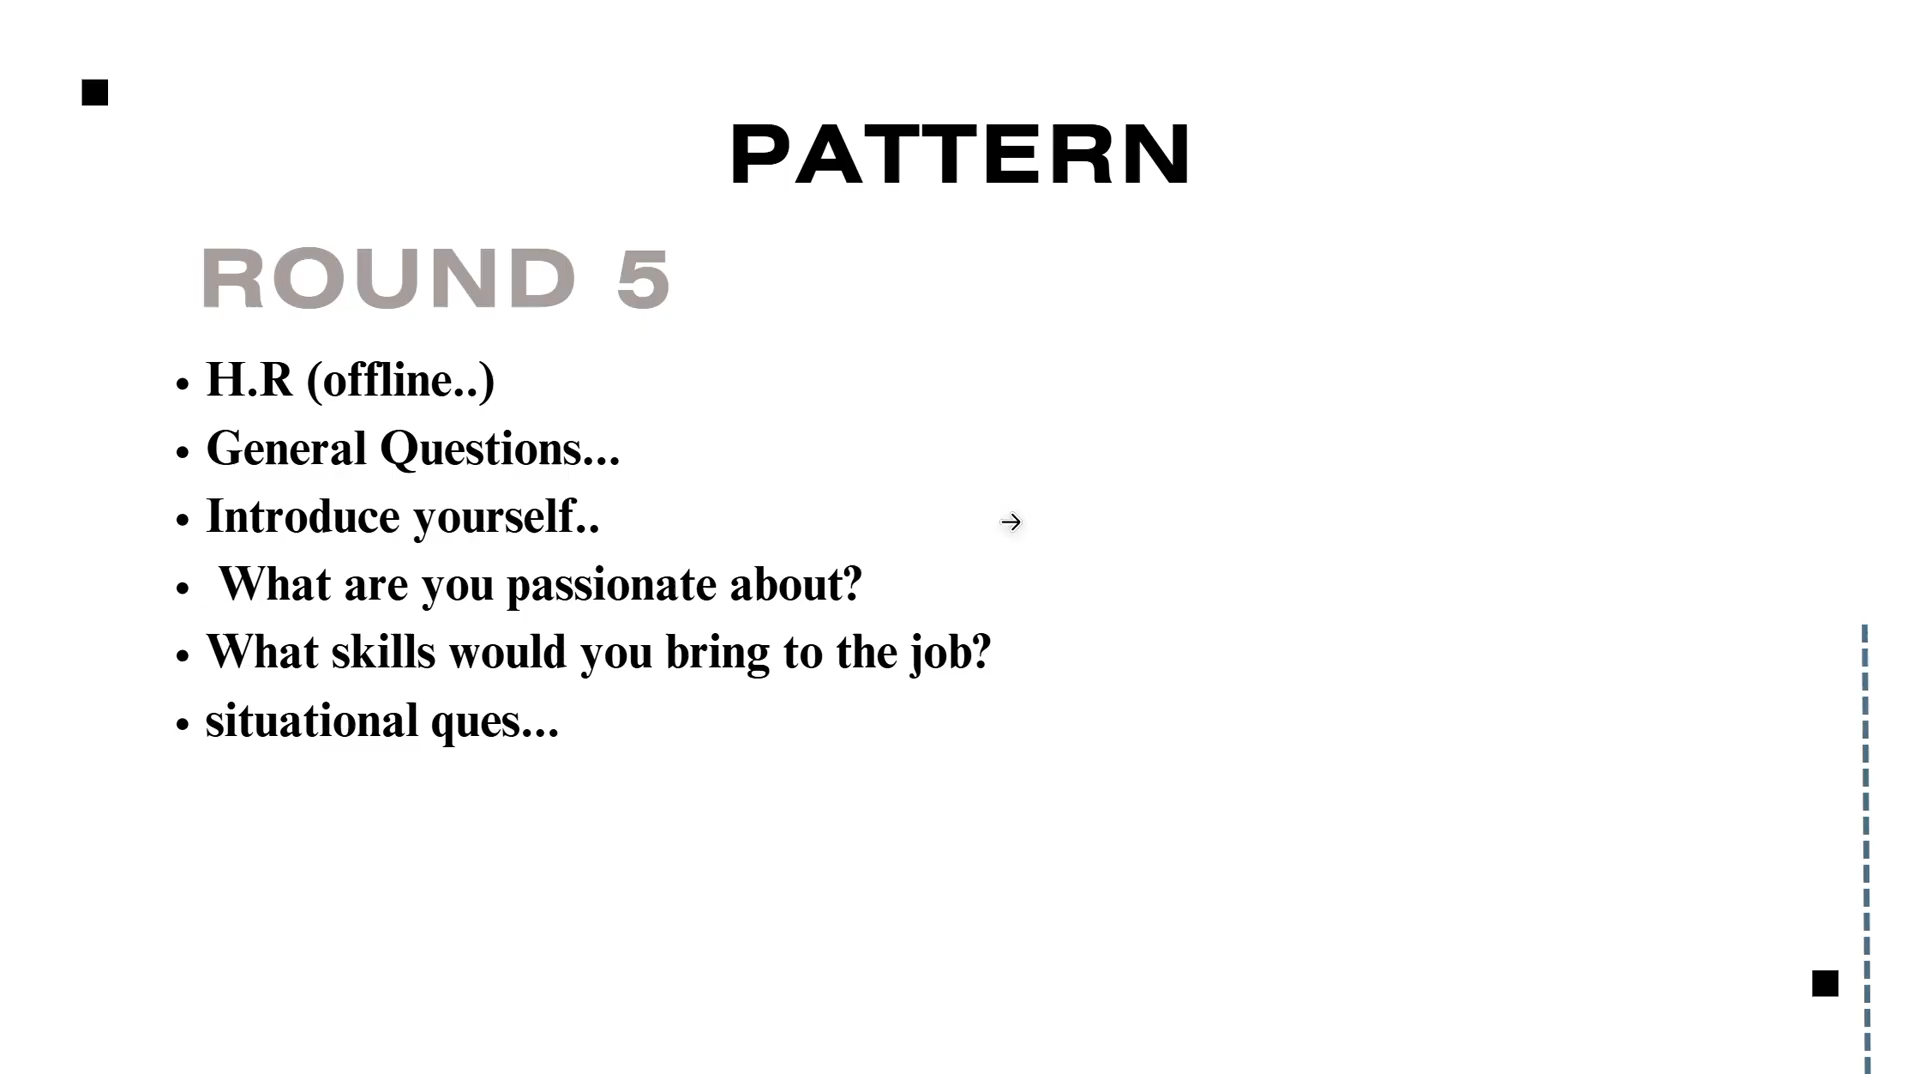 PATTERN
ROUND 5
• H.R (offline..)
• General Questions...
• Introduce yourself..
• What are you passionate about?
• What skills would you bring to the job?
• situational ques...